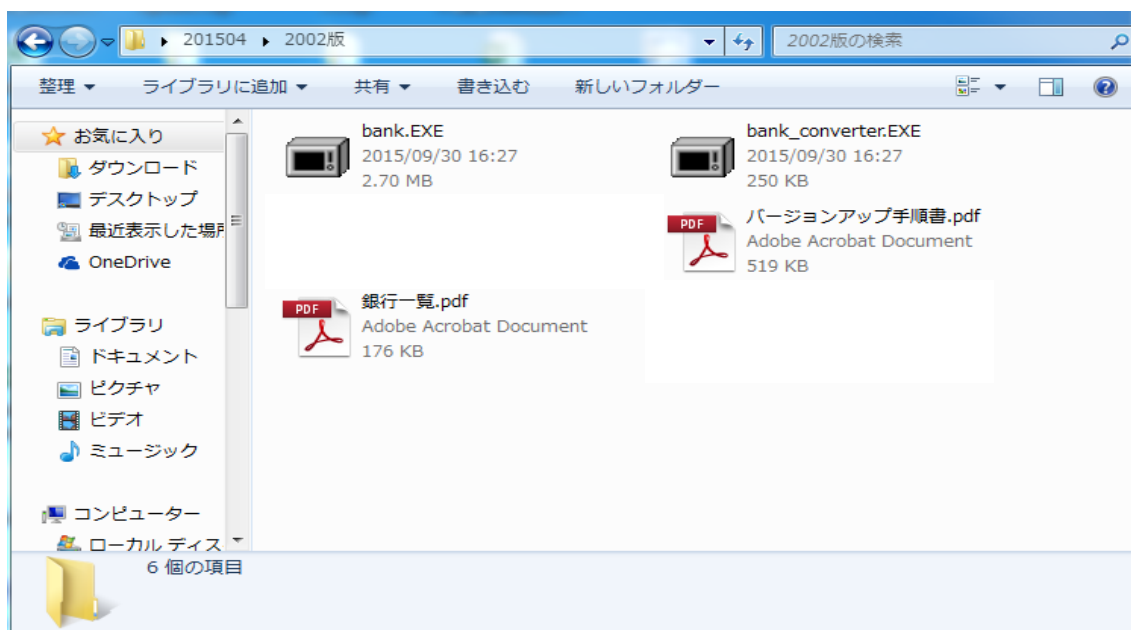 201504 2002版
2002版の検索
整理 ライブラリに追加 共有 書き込む 新しいフォルダー
お気に入り
ダウンロード
デスクトップ
最近表示した場所
OneDrive
ライブラリ
ドキュメント
ピクチャ
ビデオ
ミュージック
コンピューター
ローカル ディス
bank.EXE
2015/09/30 16:27
2.70 MB
bank_converter.EXE
2015/09/30 16:27
250 KB
PDF
バージョンアップ手順書.pdf
Adobe Acrobat Document
519 KB
PDF
銀行一覧.pdf
Adobe Acrobat Document
176 KB
6 個の項目